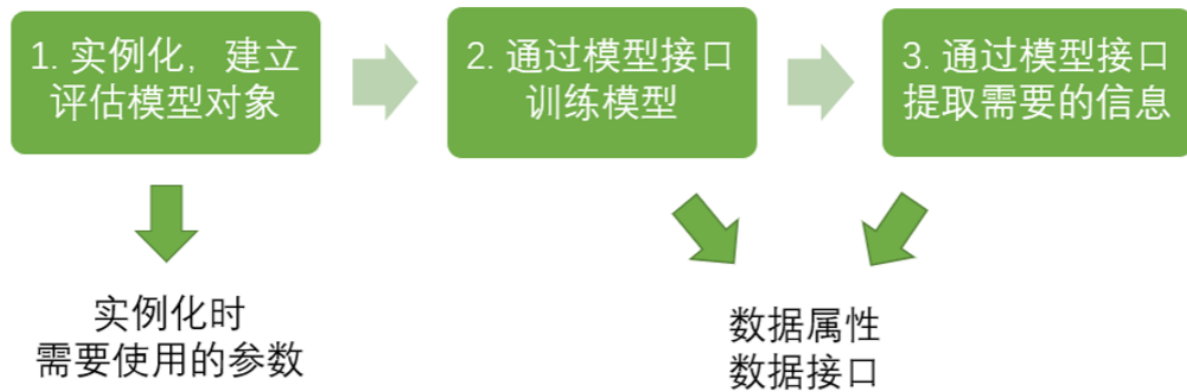 1. 实例化，建立
评估模型对象
2. 通过模型接口
训练模型
3. 通过模型接口
提取需要的信息
实例化时
需要使用的参数
数据属性
数据接口